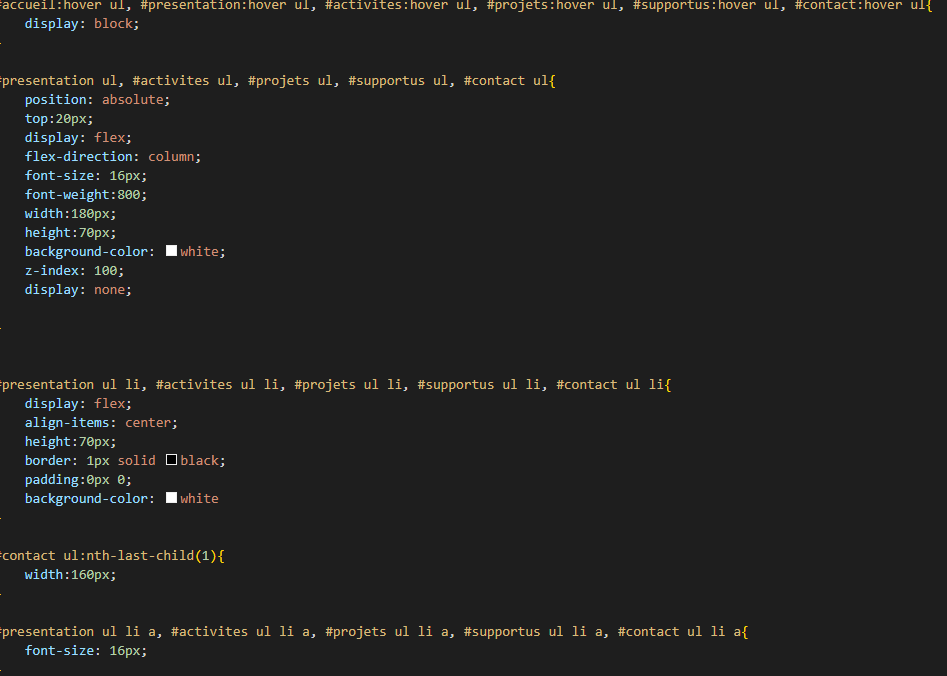 #accueil:hover ul, #presentation:hover ul, #activites:hover ul, #projets:hover ul, #supportus:hover ul, #contact:hover ul{
display: block;
}
#presentation ul, #activites ul, #projets ul, #supportus ul, #contact ul{
position: absolute;
top:20px;
display: flex;
flex-direction: column;
font-size: 16px;
font-weight:800;
width:180px;
height:70px;
background-color: white;
z-index: 100;
display: none;
}
#presentation ul li, #activites ul li, #projets ul li, #supportus ul li, #contact ul li{
display: flex;
align-items: center;
height:70px;
border: 1px solid black;
padding:0px 0;
background-color: white
}
#contact ul:nth-last-child(1){
width:160px;
}
#presentation ul li a, #activites ul li a, #projets ul li a, #supportus ul li a, #contact ul li a{
font-size: 16px;
}